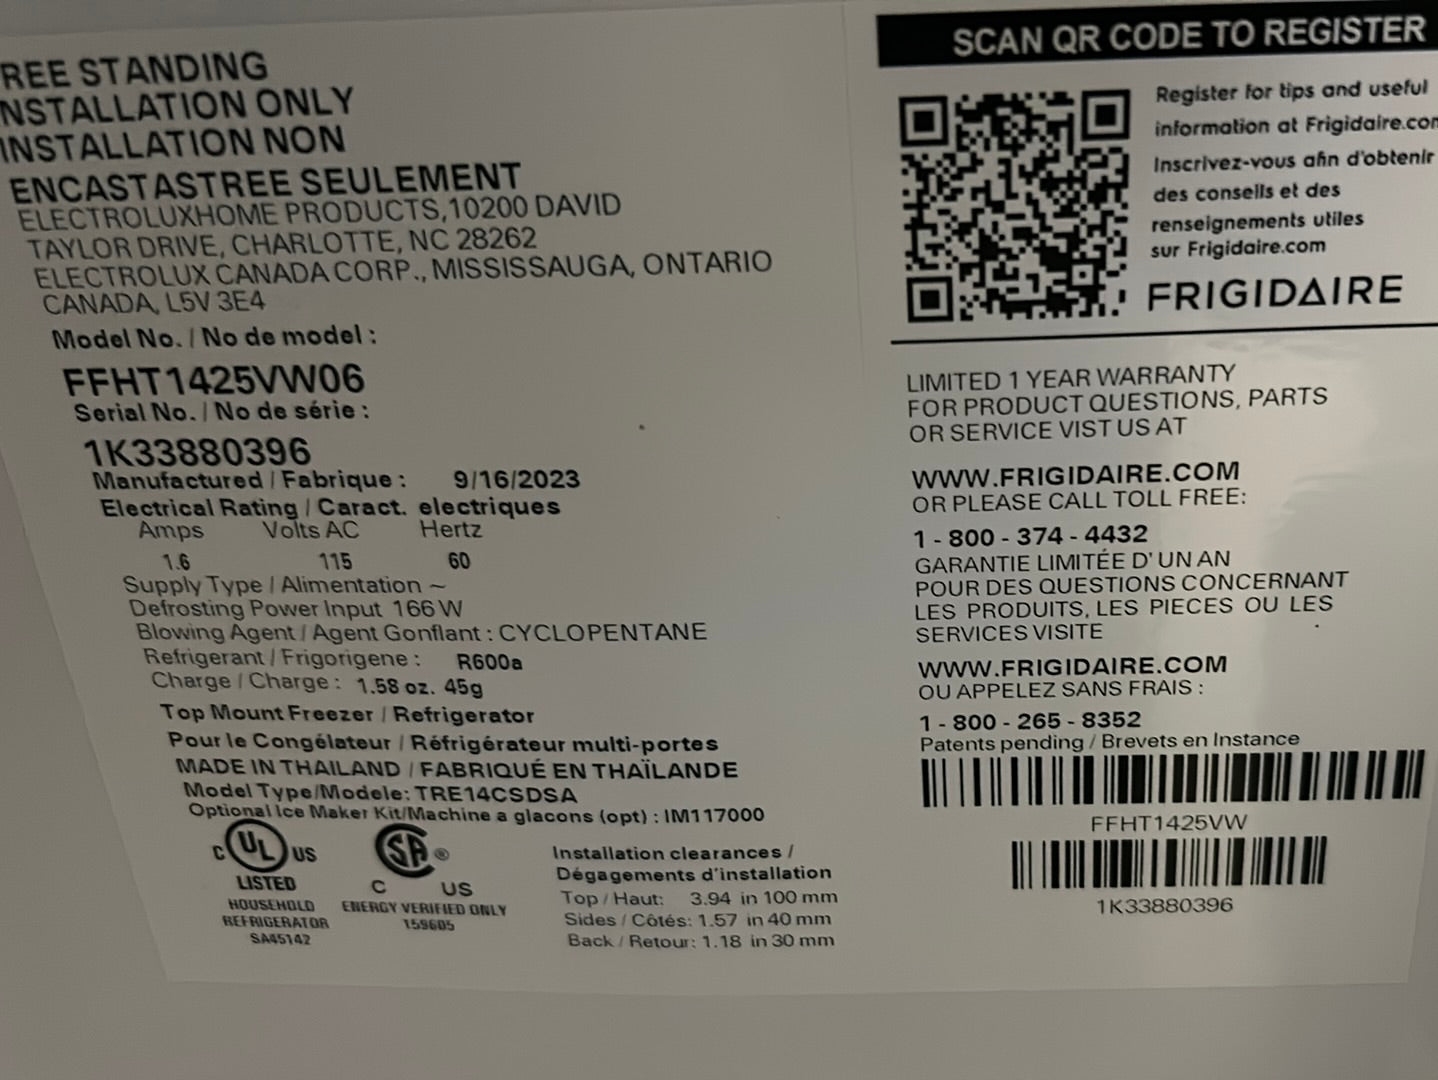 REE STANDING
NSTALLATION ONLY
INSTALLATION NON
ENCASTASTREE SEULEMENT
ELECTROLUXHOME PRODUCTS,10200 DAVID
TAYLOR DRIVE, CHARLOTTE, NC 28262
ELECTROLUX CANADA CORP., MISSISSAUGA, ONTARIO
CANADA, L5V 3E4
Model No. / No de model :
FFHT1425VW06
Serial No. / No de série :
1K33880396
Manufactured / Fabrique : 9/16/2023
Electrical Rating / Caract. electriques
Amps Volts AC Hertz
1.6 115 60
Supply Type / Alimentation ~
Defrosting Power Input 166 W
Blowing Agent / Agent Gonflant : CYCLOPENTANE
Refrigerant / Frigorigene : R600a
Charge / Charge : 1.58 oz. 45g
Top Mount Freezer / Refrigerator
Pour le Congélateur / Réfrigérateur multi-portes
MADE IN THAILAND / FABRIQUÉ EN THAÏLANDE
Model Type/Modele: TRE14CSDSA
Optional Ice Maker Kit/Machine a glacons (opt) : IM117000
C UL US
LISTED
HOUSEHOLD
REFRIGERATOR
SA45142
SA ®
C US
ENERGY VERIFIED ONLY
159605
Installation clearances /
Dégagements d'installation
Top / Haut: 3.94 in 100 mm
Sides / Côtés: 1.57 in 40 mm
Back / Retour: 1.18 in 30 mm
SCAN QR CODE TO REGISTER
Register for tips and useful
information at Frigidaire.com
Inscrivez-vous afin d'obtenir
des conseils et des
renseignements utiles
sur Frigidaire.com
FRIGIDAIRE
LIMITED 1 YEAR WARRANTY
FOR PRODUCT QUESTIONS, PARTS
OR SERVICE VIST US AT
WWW.FRIGIDAIRE.COM
OR PLEASE CALL TOLL FREE:
1 - 800 - 374 - 4432
GARANTIE LIMITÉE D' UN AN
POUR DES QUESTIONS CONCERNANT
LES PRODUITS, LES PIECES OU LES
SERVICES VISITE
WWW.FRIGIDAIRE.COM
OU APPELEZ SANS FRAIS :
1 - 800 - 265 - 8352
Patents pending / Brevets en Instance
FFHT1425VW
1K33880396